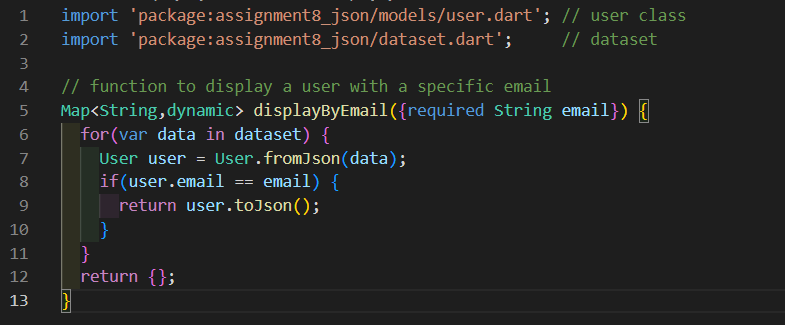 1 import 'package:assignment8_json/models/user.dart'; // user class
2 import 'package:assignment8_json/dataset.dart';     // dataset
3
4 // function to display a user with a specific email
5 Map<String,dynamic> displayByEmail({required String email}) {
6   for(var data in dataset) {
7     User user = User.fromJson(data);
8     if(user.email == email) {
9       return user.toJson();
10     }
11   }
12   return {};
13 }